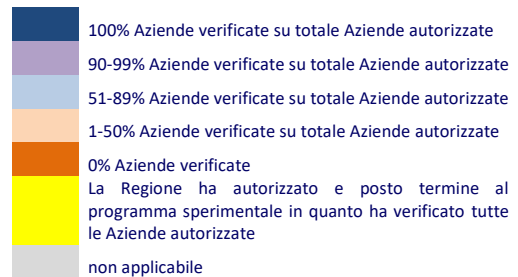 100% Aziende verificate su totale Aziende autorizzate
90-99% Aziende verificate su totale Aziende autorizzate
51-89% Aziende verificate su totale Aziende autorizzate
1-50% Aziende verificate su totale Aziende autorizzate
0% Aziende verificate
La Regione ha autorizzato e posto termine al
programma sperimentale in quanto ha verificato tutte
le Aziende autorizzate
non applicabile